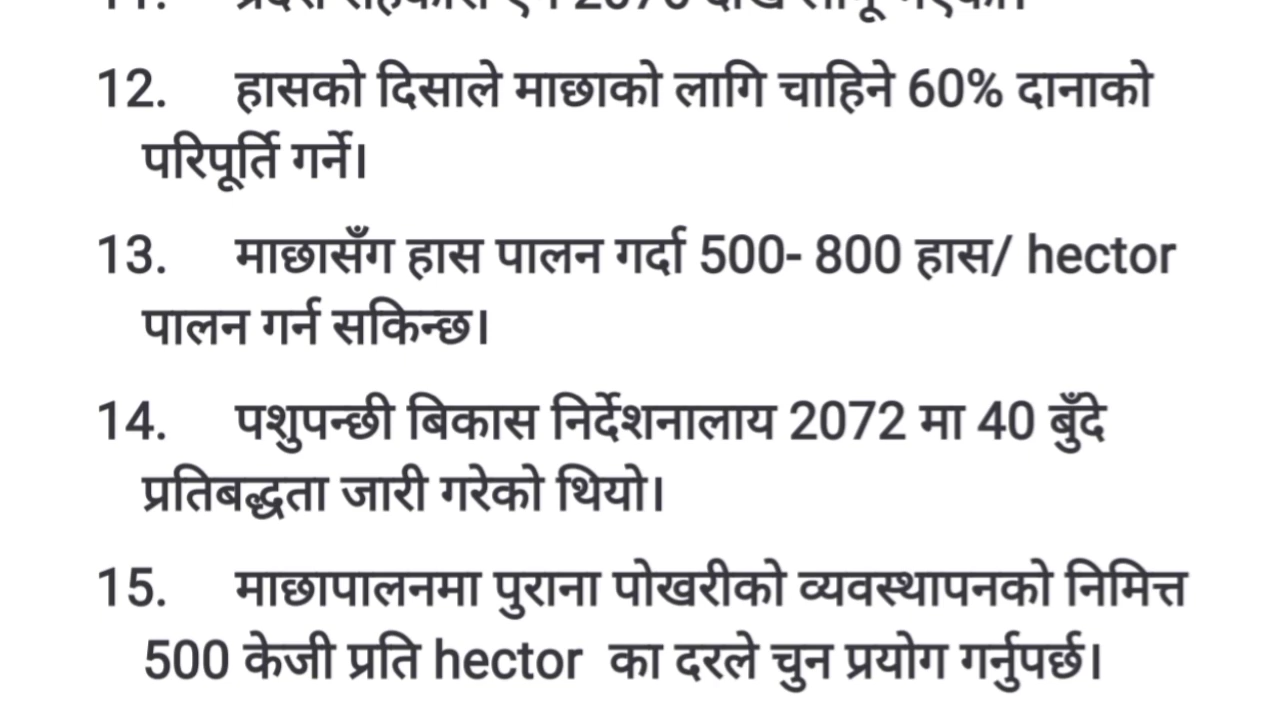 12. हासको दिसाले माछाको लागि चाहिने 60% दानाको
परिपूर्ति गर्ने।
13. माछासँग हास पालन गर्दा 500- 800 हास/ hector
पालन गर्न सकिन्छ।
14. पशुपन्छी बिकास निर्देशनालाय 2072 मा 40 बुँदे
प्रतिबद्धता जारी गरेको थियो।
15. माछापालनमा पुराना पोखरीको व्यवस्थापनको निमित्त
500 केजी प्रति hector का दरले चुन प्रयोग गर्नुपर्छ।